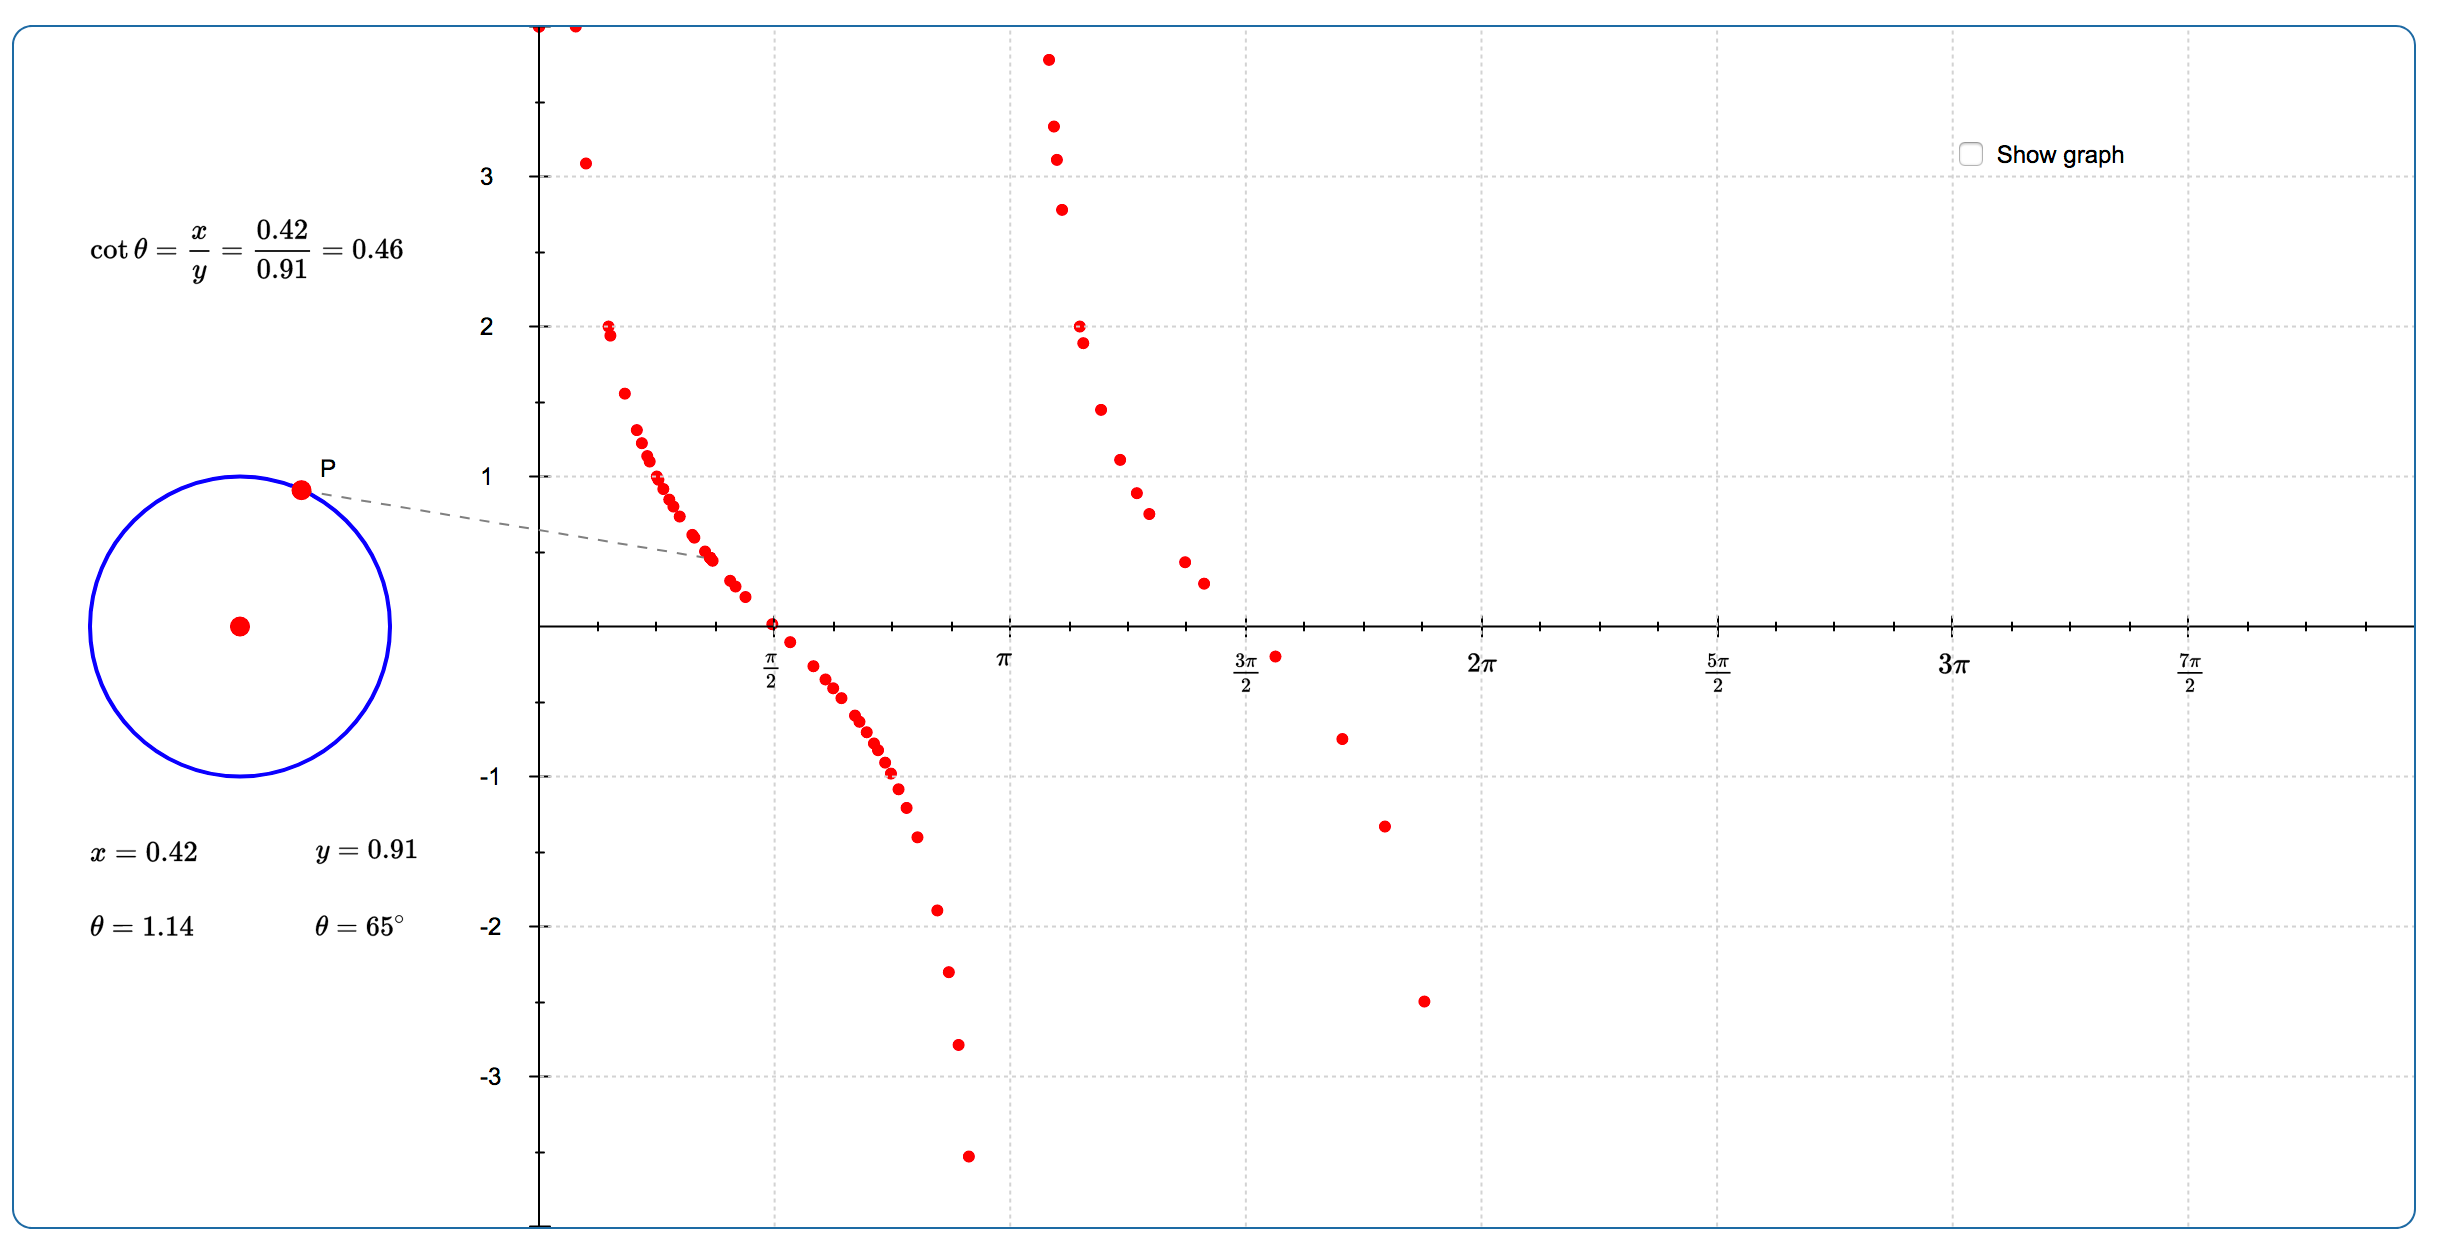 3
Show graph
cot θ = x/y = 0.42/0.91 = 0.46
2
P
1
π/2
π
3π/2
2π
5π/2
3π
7π/2
-1
x = 0.42
y = 0.91
θ = 1.14
θ = 65°
-2
-3